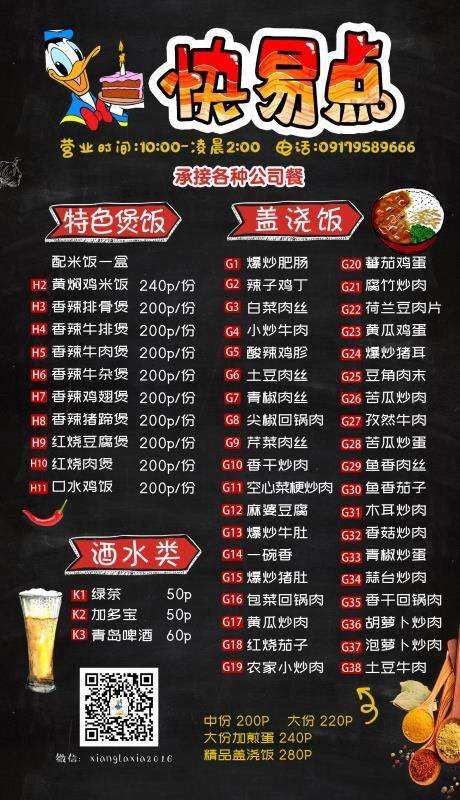 快易点
营业时间:10:00-凌晨2:00 电话:09179589666
承接各种公司餐
特色煲饭
配米饭一盒
H2 黄焖鸡米饭 240p/份
H3 香辣排骨煲 200p/份
H4 香辣牛排煲 200p/份
H5 香辣牛肉煲 200p/份
H6 香辣牛杂煲 200p/份
H7 香辣鸡翅煲 200p/份
H8 香辣猪蹄煲 200p/份
H9 红烧豆腐煲 200p/份
H10 红烧肉煲 200p/份
H11 口水鸡饭 200p/份
酒水类
K1 绿茶 50p
K2 加多宝 50p
K3 青岛啤酒 60p
微信: xiangtaxia2016
盖浇饭
G1 爆炒肥肠
G2 辣子鸡丁
G3 白菜肉丝
G4 小炒牛肉
G5 酸辣鸡胗
G6 土豆肉丝
G7 青椒肉丝
G8 尖椒回锅肉
G9 芹菜肉丝
G10 香干炒肉
G11 空心菜梗炒肉
G12 麻婆豆腐
G13 爆炒牛肚
G14 一碗香
G15 爆炒猪肚
G16 包菜回锅肉
G17 黄瓜炒肉
G18 红烧茄子
G19 农家小炒肉
G20 蕃茄鸡蛋
G21 腐竹炒肉
G22 荷兰豆肉片
G23 黄瓜鸡蛋
G24 爆炒猪耳
G25 豆角肉末
G26 苦瓜炒肉
G27 孜然牛肉
G28 苦瓜炒蛋
G29 鱼香肉丝
G30 鱼香茄子
G31 木耳炒肉
G32 香菇炒肉
G33 青椒炒蛋
G34 蒜台炒肉
G35 香干回锅肉
G36 胡萝卜炒肉
G37 泡萝卜炒肉
G38 土豆牛肉
中份 200P 大份 220P
大份加煎蛋 240P
精品盖浇饭 280P